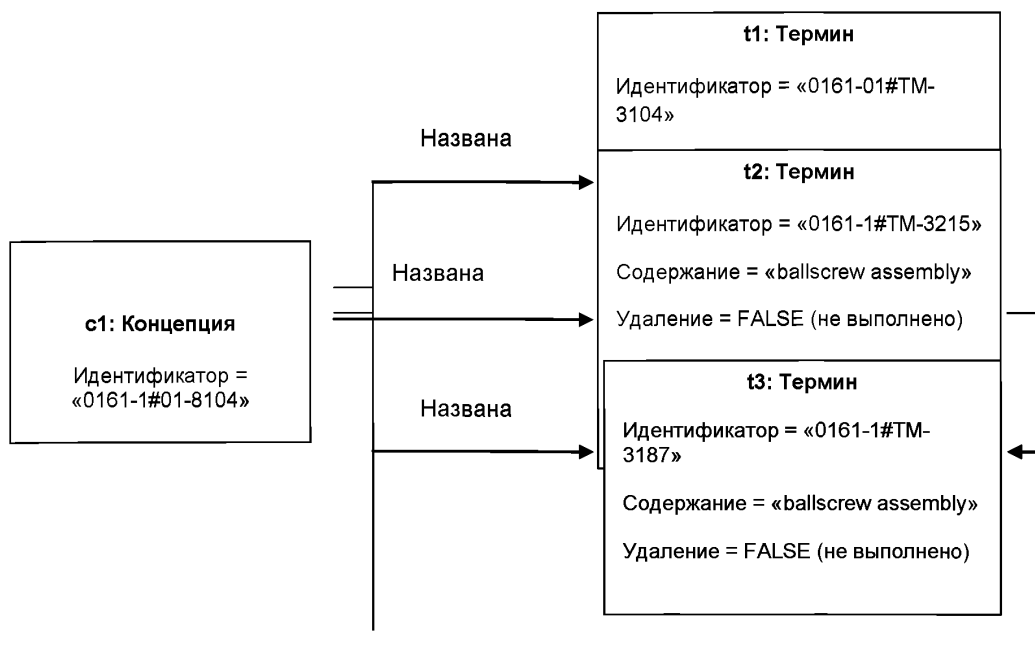 t1: Термин
Идентификатор = «0161-01#TM-
3104»
Названа
t2: Термин
Идентификатор = «0161-1#TM-3215»
Названа
Содержание = «ballscrew assembly»
Удаление = FALSE (не выполнено)
c1: Концепция
Идентификатор =
«0161-1#01-8104»
Названа
t3: Термин
Идентификатор = «0161-1#TM-
3187»
Содержание = «ballscrew assembly»
Удаление = FALSE (не выполнено)